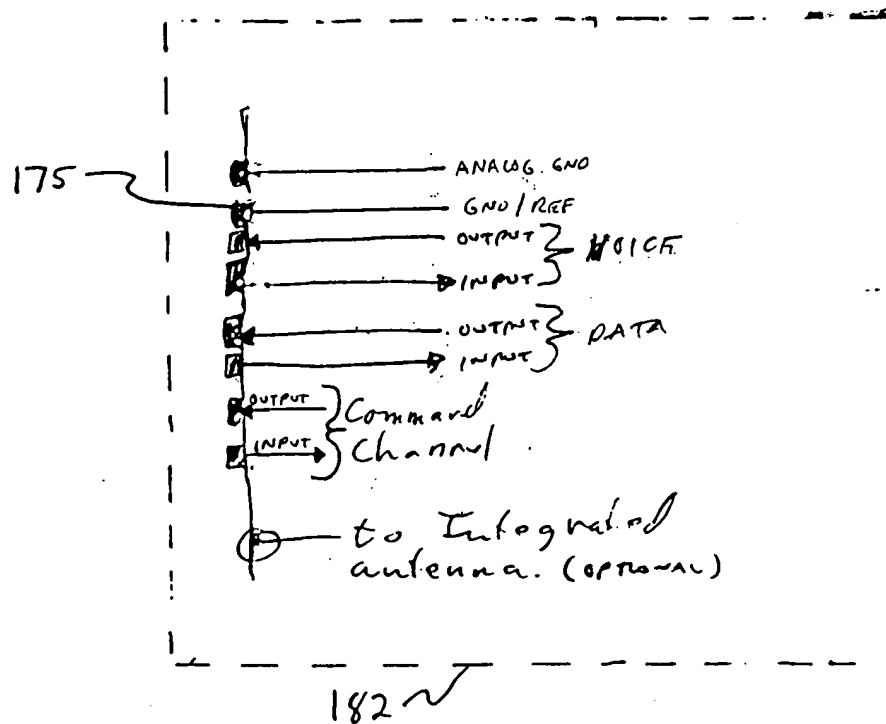 ANALOG GND
175
GND/REF
OUTPUT
VOICE
INPUT
OUTPUT
DATA
INPUT
OUTPUT
Command
INPUT
Channel
to Integrated
antenna. (OPTIONAL)
182